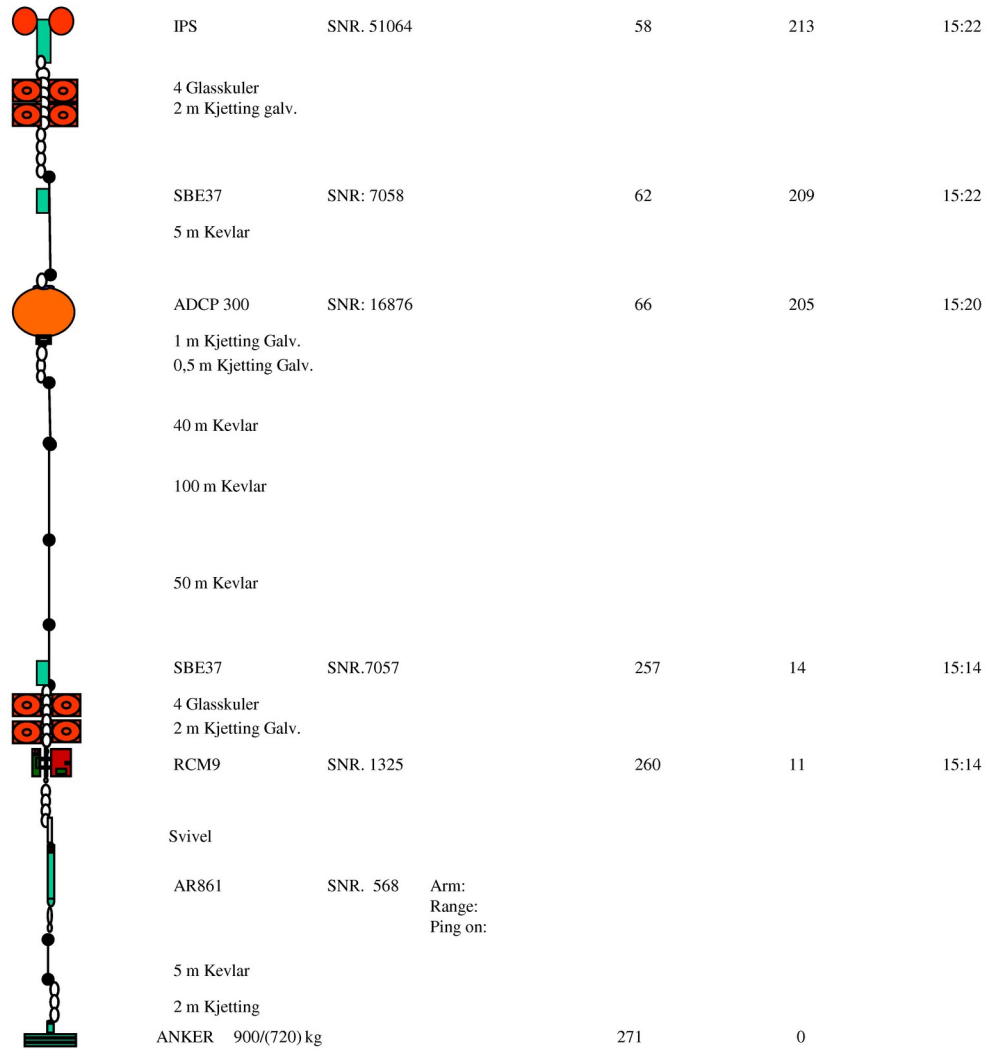 IPS SNR. 51064 58 213 15:22
4 Glasskuler
2 m Kjetting galv.
SBE37 SNR: 7058 62 209 15:22
5 m Kevlar
ADCP 300 SNR: 16876 66 205 15:20
1 m Kjetting Galv.
0,5 m Kjetting Galv.
40 m Kevlar
100 m Kevlar
50 m Kevlar
SBE37 SNR.7057 257 14 15:14
4 Glasskuler
2 m Kjetting Galv.
RCM9 SNR. 1325 260 11 15:14
Svivel
AR861 SNR. 568 Arm:
Range:
Ping on:
5 m Kevlar
2 m Kjetting
ANKER 900/(720) kg 271 0